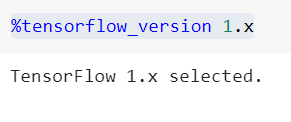 %tensorflow_version 1.x
TensorFlow 1.x selected.